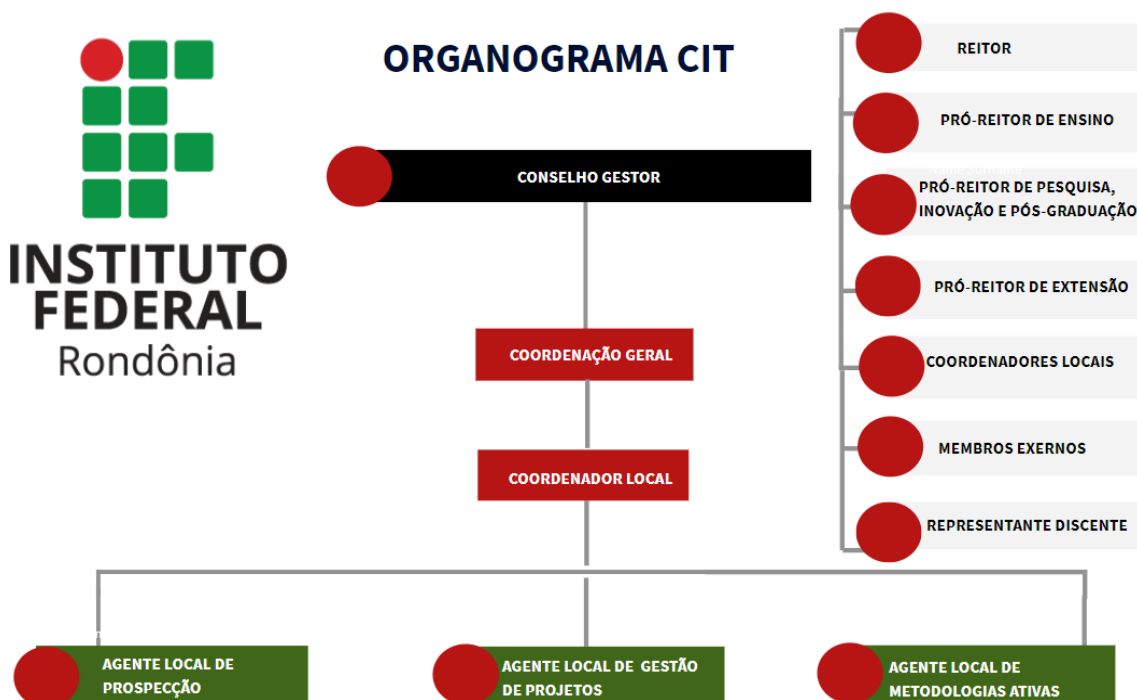 INSTITUTO
FEDERAL
Rondônia
ORGANOGRAMA CIT
CONSELHO GESTOR
COORDENAÇÃO GERAL
COORDENADOR LOCAL
AGENTE LOCAL DE
PROSPECÇÃO
AGENTE LOCAL DE GESTÃO
DE PROJETOS
AGENTE LOCAL DE
METODOLOGIAS ATIVAS
REITOR
PRÓ-REITOR DE ENSINO
PRÓ-REITOR DE PESQUISA,
INOVAÇÃO E PÓS-GRADUAÇÃO
PRÓ-REITOR DE EXTENSÃO
COORDENADORES LOCAIS
MEMBROS EXERNOS
REPRESENTANTE DISCENTE